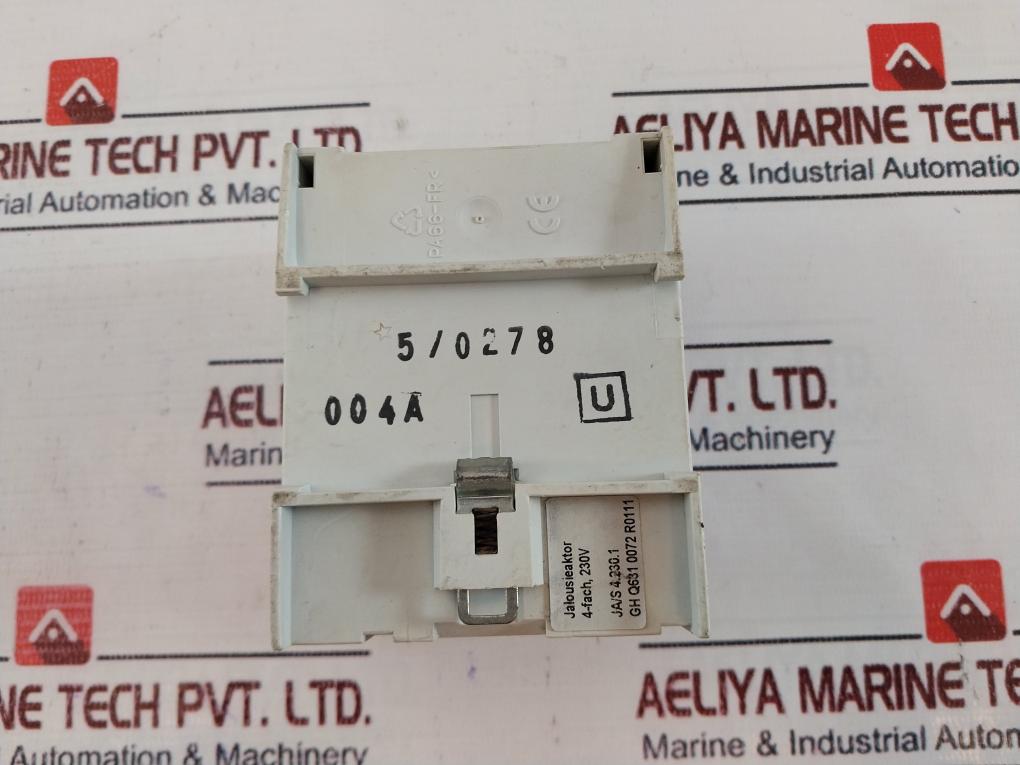 RINE TECH PVT. LTD
rial Automation & Mac
AELIYA MARINE TECH
ne & Industrial Automatio
PA66-FR<
CE
5/0278
004A
U
AELI
Marin
VT. LTD.
Machinery
Jalousieaktor
4-fach, 230V
JA/S 4.230.1
GH Q631 0072 R0111
NE TECH PVT. LTD.
Automation & Machinery
AELIYA MARINE TE
Marine & Industrial Autom